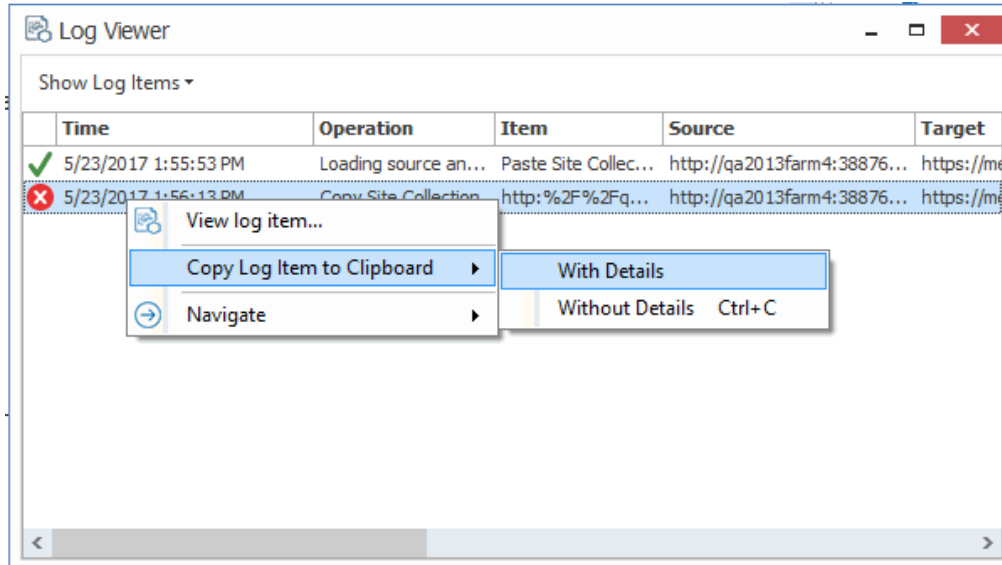 Log Viewer
Show Log Items
Time Operation Item Source Target
5/23/2017 1:55:53 PM Loading source an... Paste Site Collec... http://qa2013farm4:38876... https://me
5/23/2017 1:56:13 PM Copy Site Collection http:%2F%2Fq... http://qa2013farm4:38876... https://me
View log item...
Copy Log Item to Clipboard With Details
Without Details Ctrl+C
Navigate